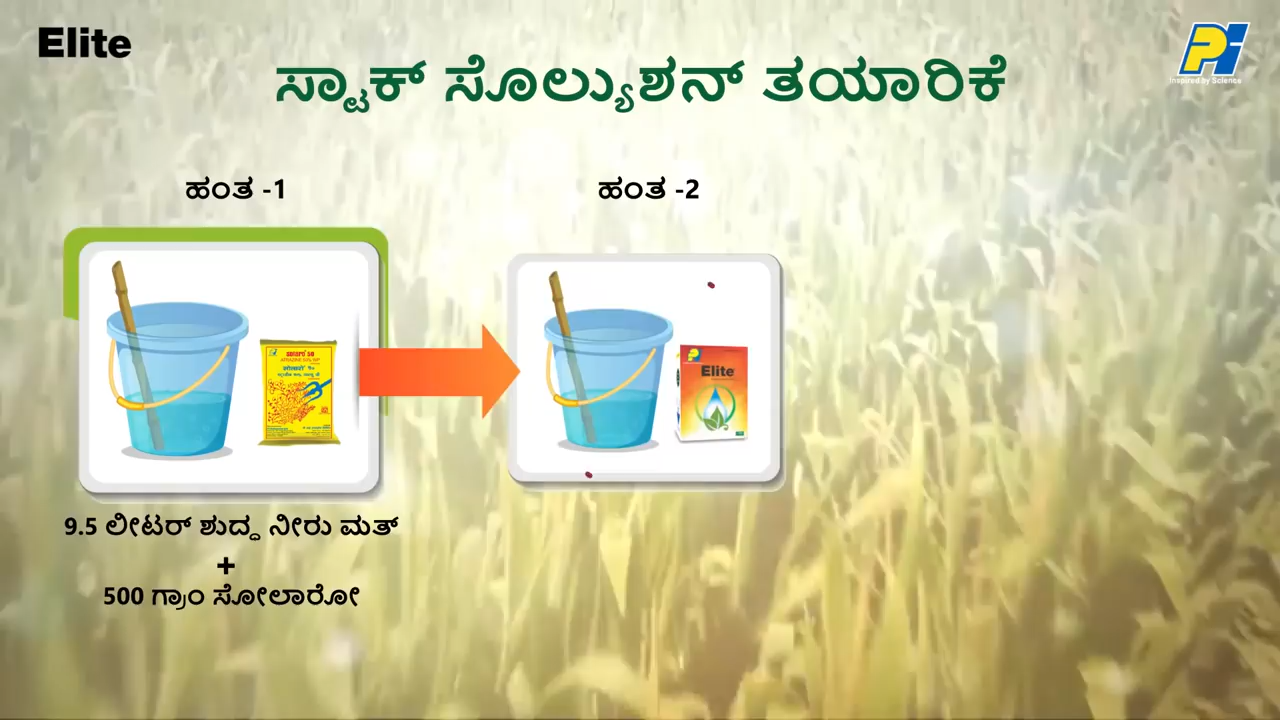 Elite
Inspired by Science
ಸ್ಟಾಕ್ ಸೊಲ್ಯುಶನ್ ತಯಾರಿಕೆ
ಹಂತ -1
ಹಂತ -2
Elite
9.5 ಲೀಟರ್ ಶುದ್ಧ ನೀರು ಮತ್
+
500 ಗ್ರಾಂ ಸೋಲಾರೋ